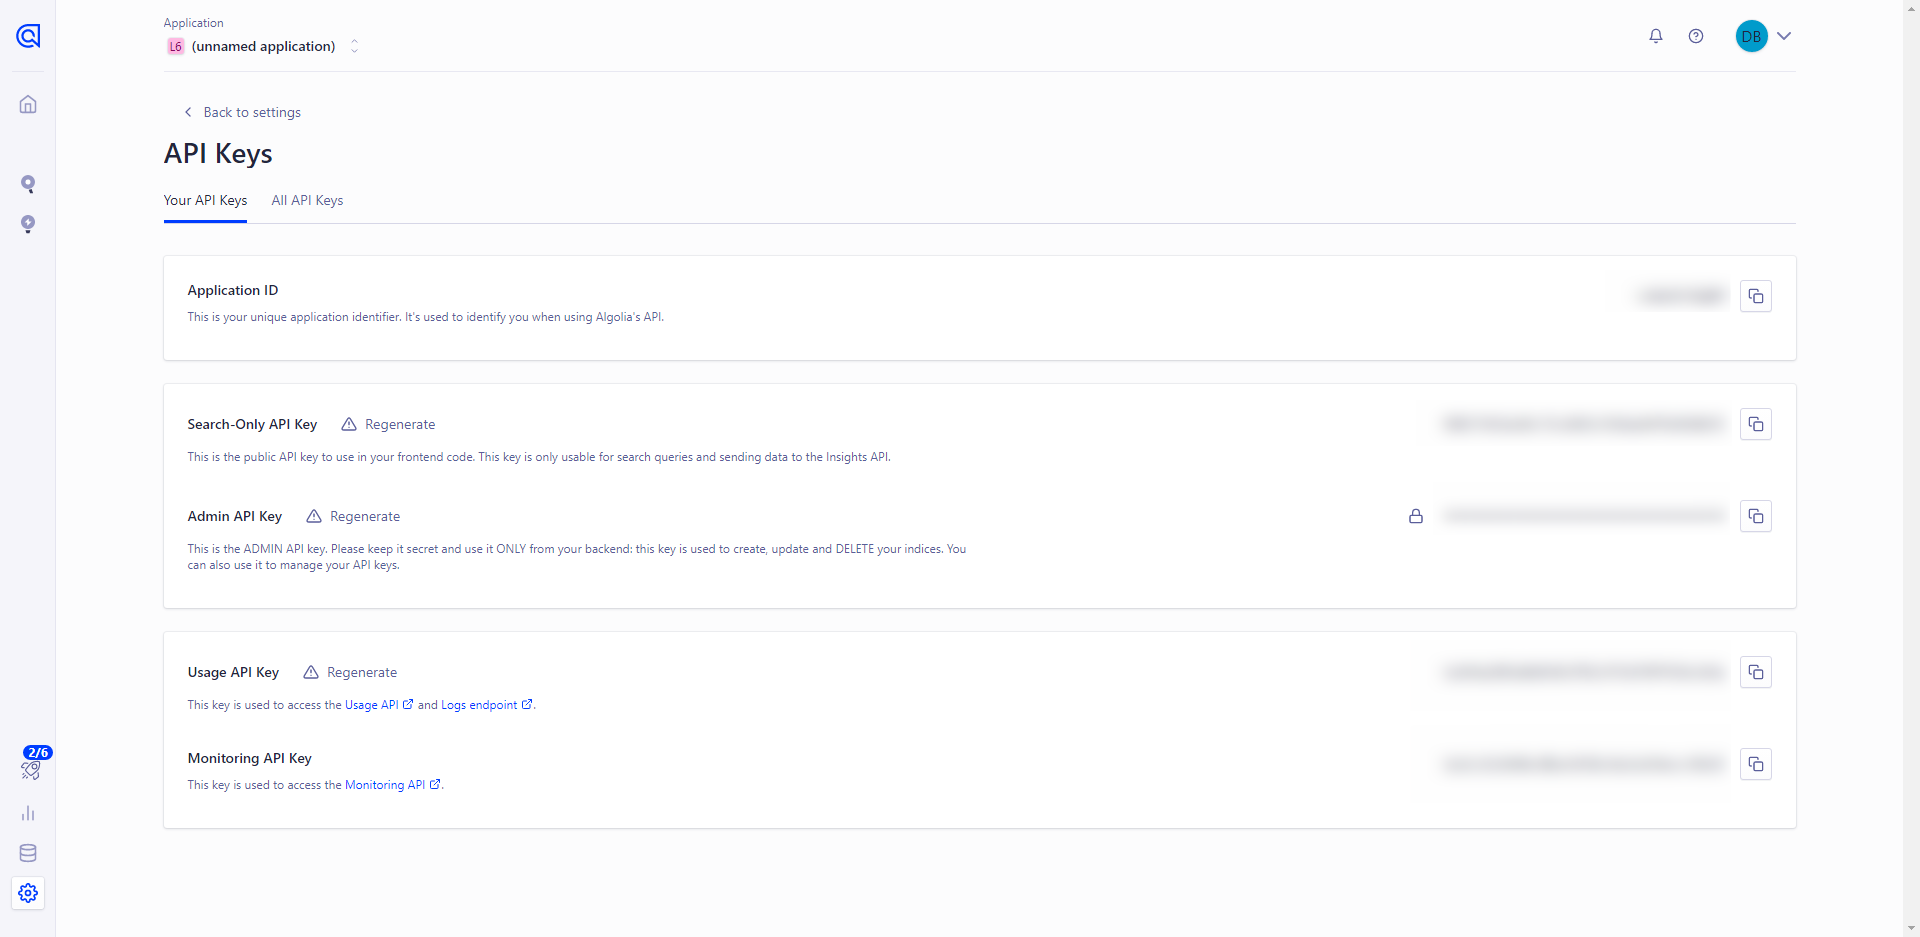 Application
L6 (unnamed application)
DB
Back to settings
API Keys
Your API Keys
All API Keys
Application ID
This is your unique application identifier. It's used to identify you when using Algolia's API.
Search-Only API Key
Regenerate
This is the public API key to use in your frontend code. This key is only usable for search queries and sending data to the Insights API.
Admin API Key
Regenerate
This is the ADMIN API key. Please keep it secret and use it ONLY from your backend: this key is used to create, update and DELETE your indices. You
can also use it to manage your API keys.
Usage API Key
Regenerate
This key is used to access the Usage API and Logs endpoint.
Monitoring API Key
This key is used to access the Monitoring API.
2/6